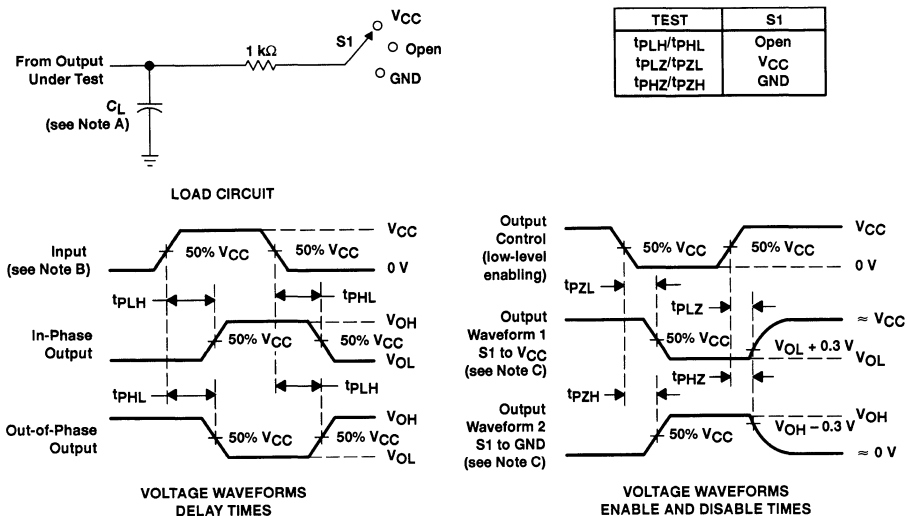 VCC
S1
1 kΩ
Open
GND
From Output
Under Test
CL
(see Note A)
LOAD CIRCUIT
TEST S1
tPLH/tPHL Open
tPLZ/tPZL VCC
tPHZ/tPZH GND
Input
(see Note B)
50% VCC
50% VCC
VCC
0 V
tPLH
tPHL
In-Phase
Output
50% VCC
50% VCC
VOH
VOL
tPHL
tPLH
Out-of-Phase
Output
50% VCC
50% VCC
VOH
VOL
VOLTAGE WAVEFORMS
DELAY TIMES
Output
Control
(low-level
enabling)
50% VCC
50% VCC
VCC
0 V
tPZL
tPLZ
Output
Waveform 1
S1 to VCC
(see Note C)
50% VCC
≈ VCC
VOL + 0.3 V
VOL
tPZH
tPHZ
Output
Waveform 2
S1 to GND
(see Note C)
50% VCC
VOH
VOH – 0.3 V
≈ 0 V
VOLTAGE WAVEFORMS
ENABLE AND DISABLE TIMES